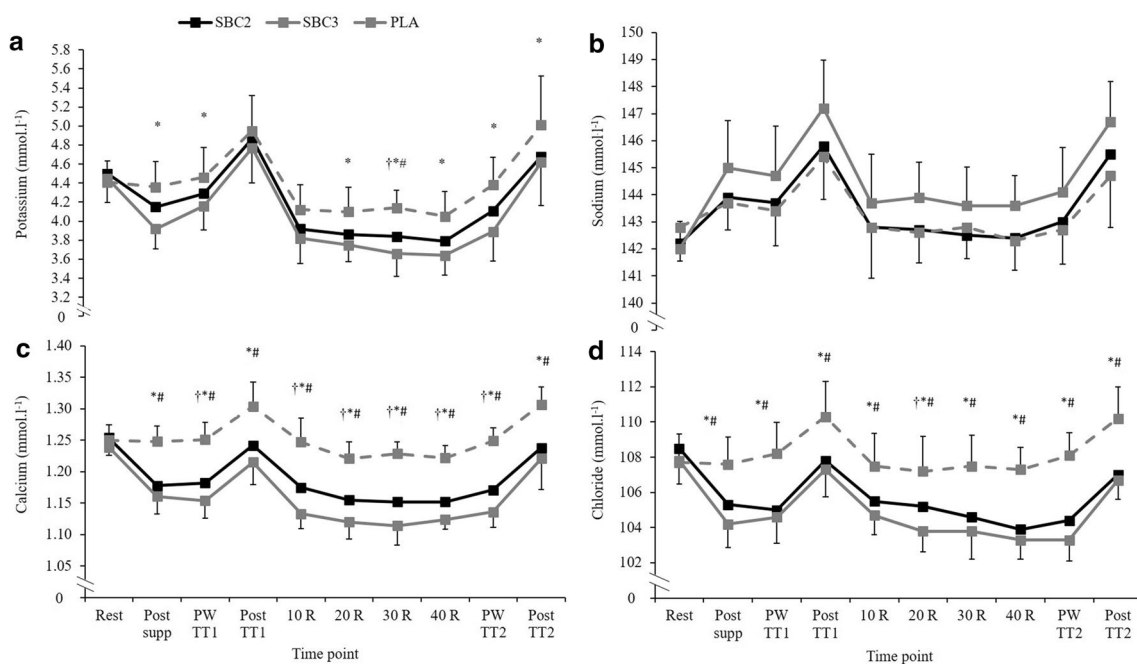 SBC2 SBC3 PLA
a
Potassium (mmol.l-1)
5.8
5.6
5.4
5.2
5.0
4.8
4.6
4.4
4.2
4.0
3.8
3.6
3.4
3.2
0
* * * †*# * * *
b
Sodium (mmol.l-1)
150
149
148
147
146
145
144
143
142
141
140
0
c
Calcium (mmol.l-1)
1.40
1.35
1.30
1.25
1.20
1.15
1.10
1.05
0
*# †*# *# †*# †*# †*# †*# †*# *#
Rest Post supp PW TT1 Post TT1 10 R 20 R 30 R 40 R PW TT2 Post TT2
Time point
d
Chloride (mmol.l-1)
114
112
110
108
106
104
102
0
*# *# *# *# †*# *# *# *# *#
Rest Post supp PW TT1 Post TT1 10 R 20 R 30 R 40 R PW TT2 Post TT2
Time point